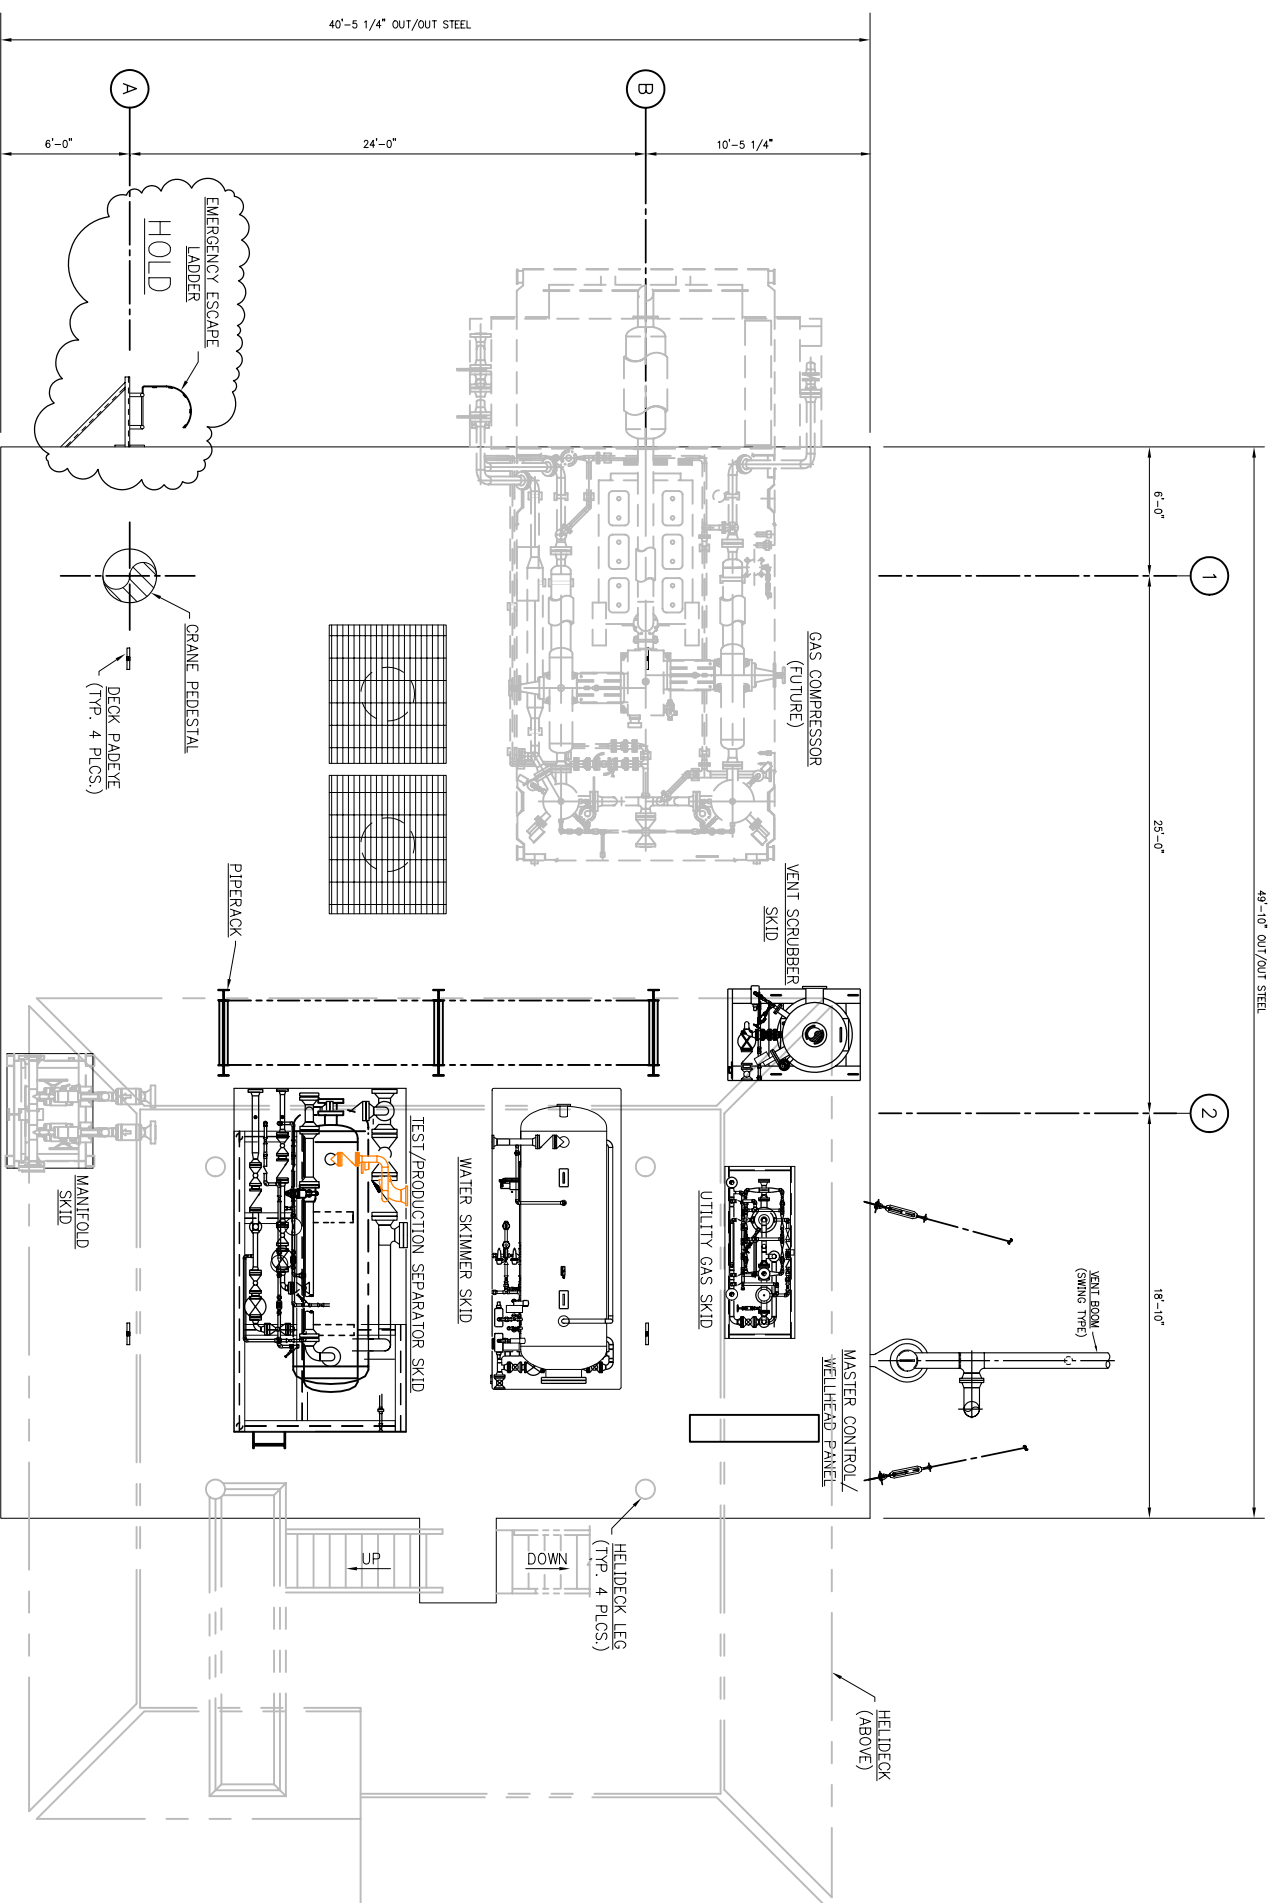 40'-5 1/4" OUT/OUT STEEL
A
B
6'-0"
24'-0"
10'-5 1/4"
EMERGENCY ESCAPE
LADDER
HOLD
49'-10" OUT/OUT STEEL
6'-0"
25'-0"
18'-10"
1
2
GAS COMPRESSOR
(FUTURE)
CRANE PEDESTAL
DECK PADEYE
(TYP. 4 PLCS.)
PIPERACK
VENT SCRUBBER
SKID
TEST/PRODUCTION SEPARATOR SKID
WATER SKIMMER SKID
UTILITY GAS SKID
MANIFOLD
SKID
VENT BOOM
(SWING TYPE)
MASTER CONTROL/
WELLHEAD PANEL
UP
DOWN
HELIDECK LEG
(TYP. 4 PLCS.)
HELIDECK
(ABOVE)